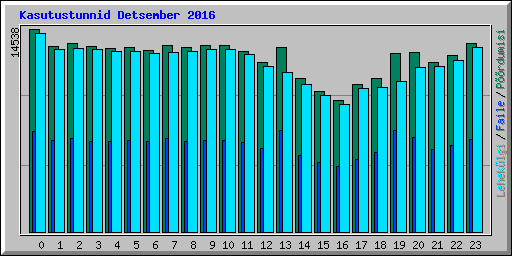 Kasutustunnid Detsember 2016
14538
Lehekülgi / Faile / Pöördumisi
0 1 2 3 4 5 6 7 8 9 10 11 12 13 14 15 16 17 18 19 20 21 22 23